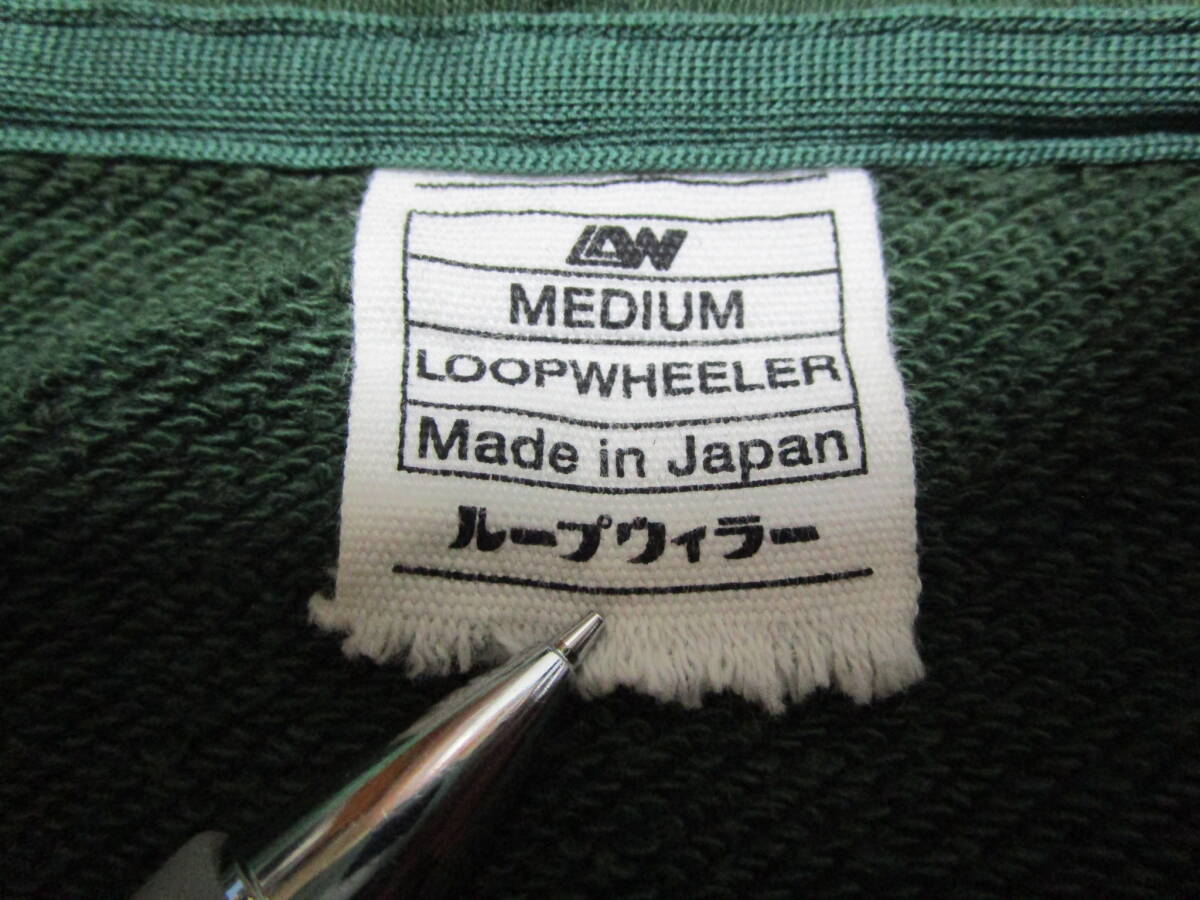 LW
MEDIUM
LOOPWHEELER
Made in Japan
ループウィラー